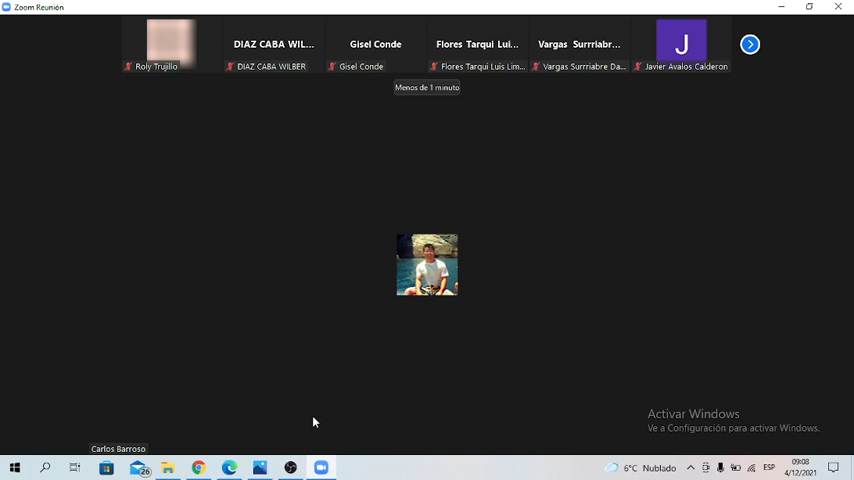 Zoom Reunión
DIAZ CABA WIL...
Gisel Conde
Flores Tarqui Lui...
Vargas Surrriabr...
J
Roly Trujillo
DIAZ CABA WILBER
Gisel Conde
Flores Tarqui Luis Lim...
Vargas Surrriabre Da...
Javier Avalos Calderon
Menos de 1 minuto
Activar Windows
Ve a Configuración para activar Windows.
Carlos Barroso
26
6°C Nublado
ESP
09:08
4/12/2021